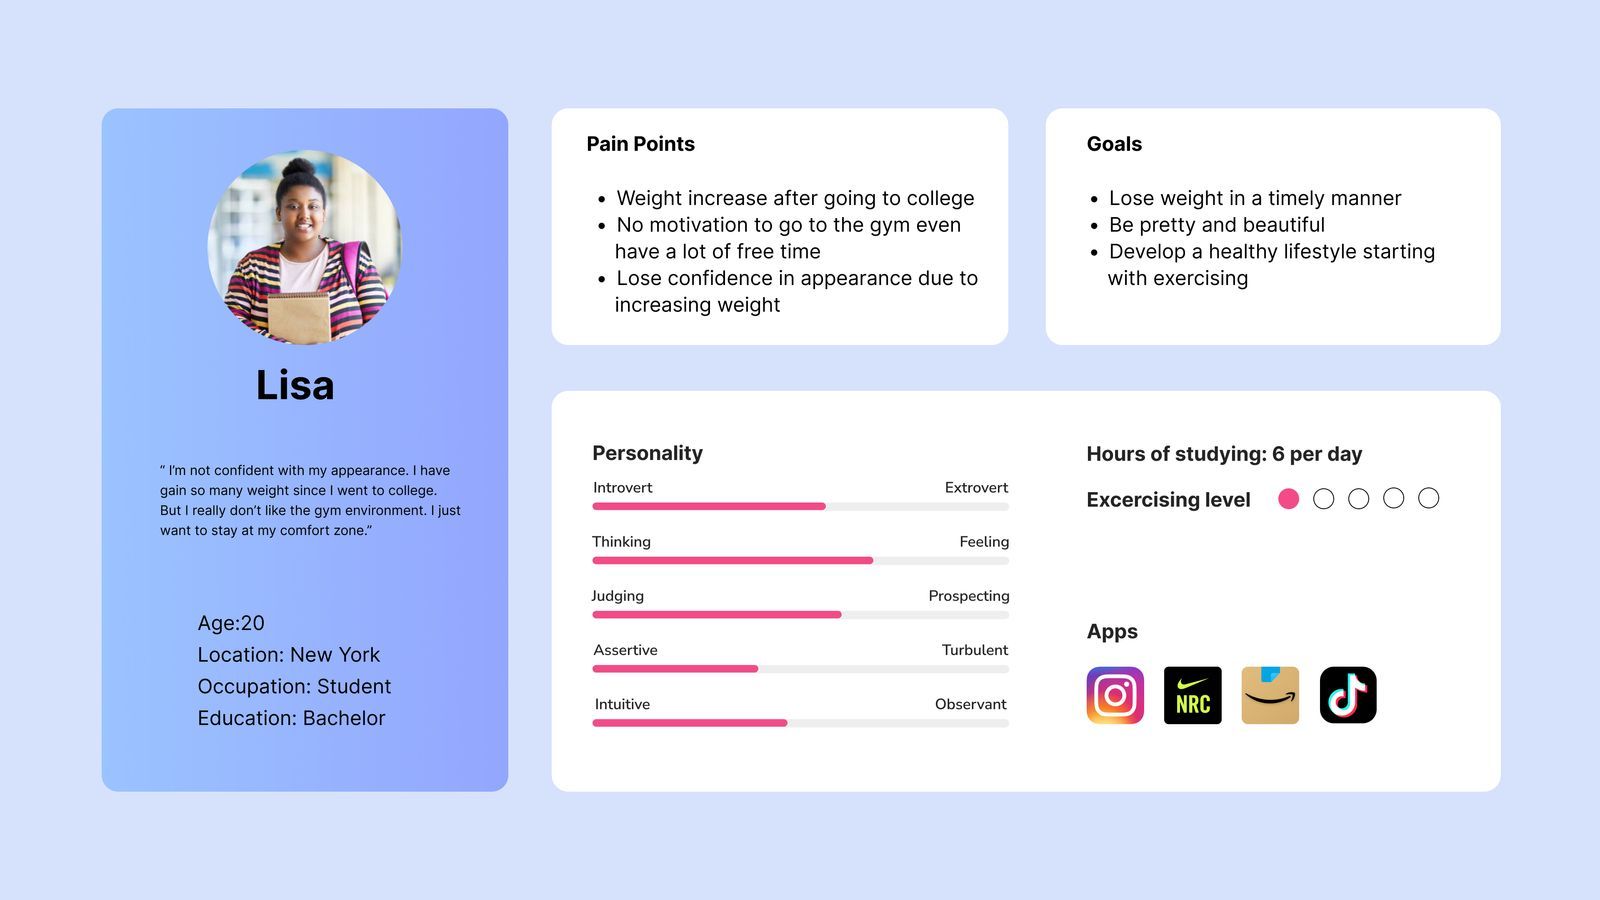 Lisa
“ I’m not confident with my appearance. I have
gain so many weight since I went to college.
But I really don’t like the gym environment. I just
want to stay at my comfort zone.”
Age:20
Location: New York
Occupation: Student
Education: Bachelor
Pain Points
• Weight increase after going to college
• No motivation to go to the gym even
have a lot of free time
• Lose confidence in appearance due to
increasing weight
Goals
• Lose weight in a timely manner
• Be pretty and beautiful
• Develop a healthy lifestyle starting
with exercising
Personality
Introvert Extrovert
Thinking Feeling
Judging Prospecting
Assertive Turbulent
Intuitive Observant
Hours of studying: 6 per day
Excercising level
Apps
NRC